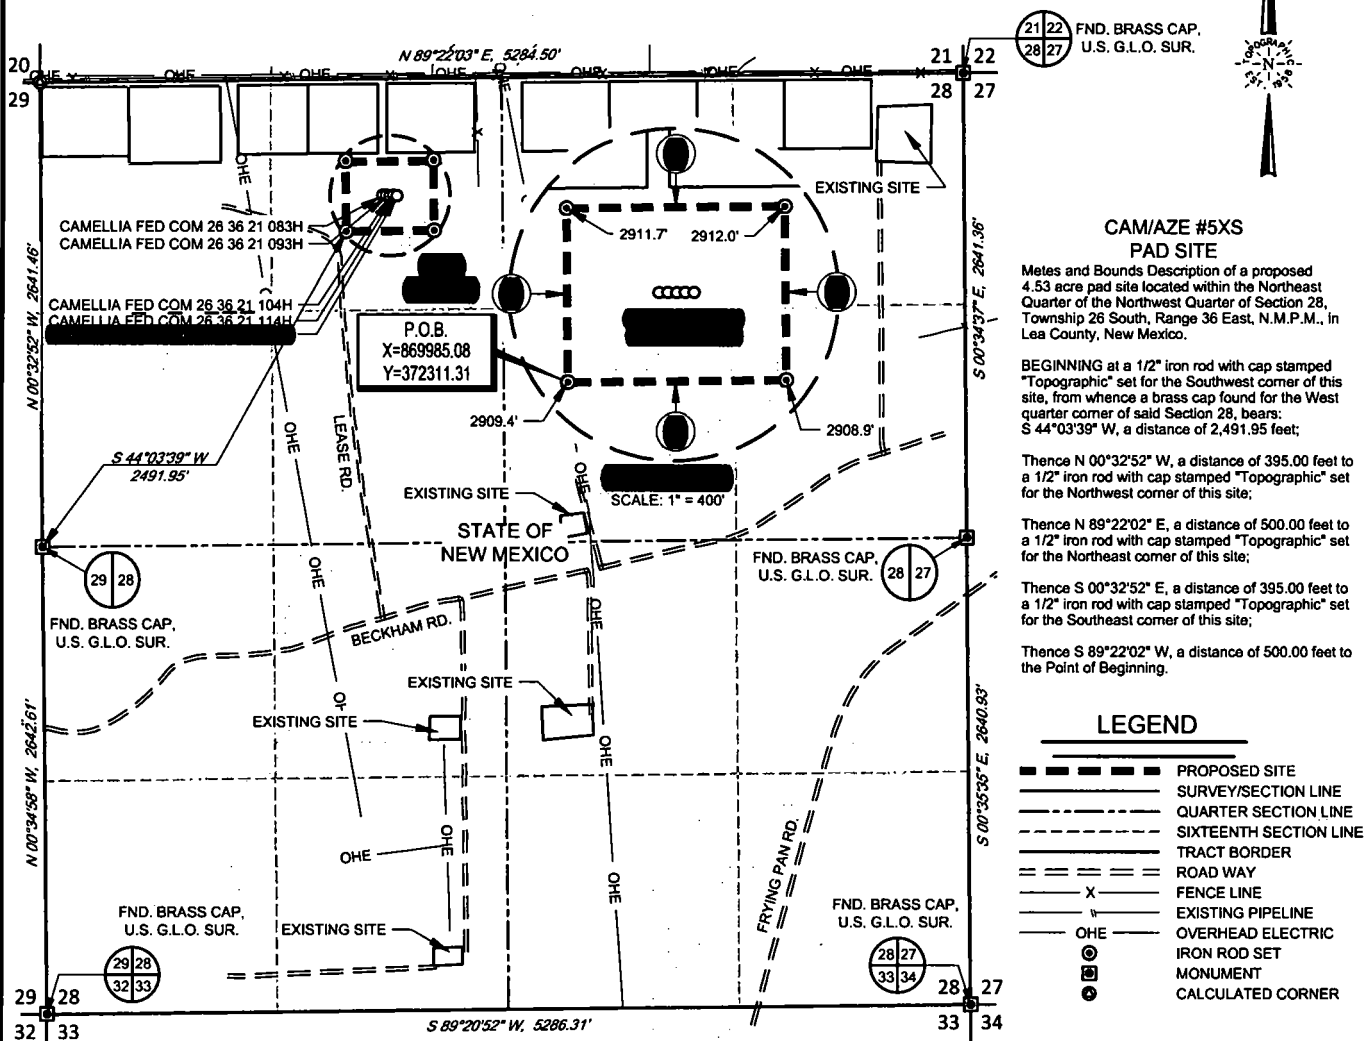 N 89°22'03" E, 5284.50'
20
29
21 22
28 27
21 22
28 27
FND. BRASS CAP,
U.S. G.L.O. SUR.
TOPOGRAPHIC
N
EST. 1958
OHE
OHE
OHE
OHE
OHE
OHE
OHE
OHE
EXISTING SITE
CAMELLIA FED COM 26 36 21 083H
CAMELLIA FED COM 26 36 21 093H
CAMELLIA FED COM 26 36 21 104H
CAMELLIA FED COM 26 36 21 114H
2911.7'
2912.0'
P.O.B.
X=869985.08
Y=372311.31
2909.4'
2908.9'
SCALE: 1" = 400'
N 00°32'52" W, 2641.46'
S 00°34'37" E, 2641.36'
S 44°03'39" W
2491.95'
OHE
LEASE RD.
OHE
EXISTING SITE
STATE OF
NEW MEXICO
29 28
FND. BRASS CAP,
U.S. G.L.O. SUR.
FND. BRASS CAP,
U.S. G.L.O. SUR.
28 27
OHE
OHE
BECKHAM RD.
EXISTING SITE
EXISTING SITE
OHE
OHE
OHE
OHE
N 00°34'58" W, 2642.61'
S 00°35'35" E, 2640.93'
FRYING PAN RD.
FND. BRASS CAP,
U.S. G.L.O. SUR.
29 28
32 33
EXISTING SITE
FND. BRASS CAP,
U.S. G.L.O. SUR.
28 27
33 34
29 28
32 33
S 89°20'52" W, 5286.31'
28 27
33 34
CAM/AZE #5XS
PAD SITE
Metes and Bounds Description of a proposed
4.53 acre pad site located within the Northeast
Quarter of the Northwest Quarter of Section 28,
Township 26 South, Range 36 East, N.M.P.M., in
Lea County, New Mexico.
BEGINNING at a 1/2" iron rod with cap stamped
"Topographic" set for the Southwest corner of this
site, from whence a brass cap found for the West
quarter corner of said Section 28, bears:
S 44°03'39" W, a distance of 2,491.95 feet;
Thence N 00°32'52" W, a distance of 395.00 feet to
a 1/2" iron rod with cap stamped "Topographic" set
for the Northwest corner of this site;
Thence N 89°22'02" E, a distance of 500.00 feet to
a 1/2" iron rod with cap stamped "Topographic" set
for the Northeast corner of this site;
Thence S 00°32'52" E, a distance of 395.00 feet to
a 1/2" iron rod with cap stamped "Topographic" set
for the Southeast corner of this site;
Thence S 89°22'02" W, a distance of 500.00 feet to
the Point of Beginning.
LEGEND
PROPOSED SITE
SURVEY/SECTION LINE
QUARTER SECTION LINE
SIXTEENTH SECTION LINE
TRACT BORDER
ROAD WAY
X FENCE LINE
EXISTING PIPELINE
OHE OVERHEAD ELECTRIC
IRON ROD SET
MONUMENT
CALCULATED CORNER